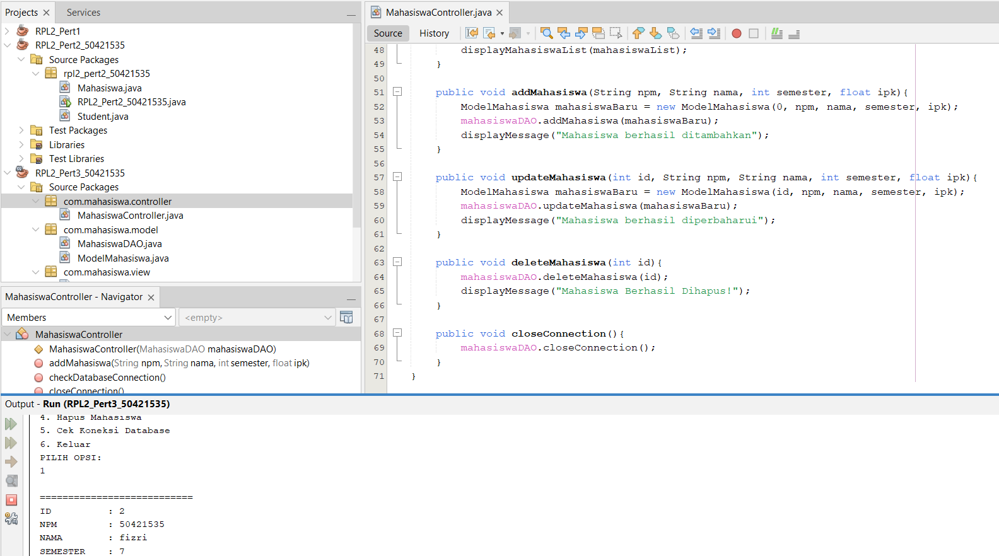 Projects
Services
RPL2_Pert1
RPL2_Pert2_50421535
Source Packages
rpl2_pert2_50421535
Mahasiswa.java
RPL2_Pert2_50421535.java
Student.java
Test Packages
Libraries
Test Libraries
RPL2_Pert3_50421535
Source Packages
com.mahasiswa.controller
MahasiswaController.java
com.mahasiswa.model
MahasiswaDAO.java
ModelMahasiswa.java
com.mahasiswa.view
MahasiswaController - Navigator
Members
<empty>
MahasiswaController
MahasiswaController(MahasiswaDAO mahasiswaDAO)
addMahasiswa(String npm, String nama, int semester, float ipk)
checkDatabaseConnection()
closeConnection()
MahasiswaController.java
Source
History
48 displayMahasiswaList(mahasiswaList);
49 }
50
51 public void addMahasiswa(String npm, String nama, int semester, float ipk){
52 ModelMahasiswa mahasiswaBaru = new ModelMahasiswa(0, npm, nama, semester, ipk);
53 mahasiswaDAO.addMahasiswa(mahasiswaBaru);
54 displayMessage("Mahasiswa berhasil ditambahkan");
55 }
56
57 public void updateMahasiswa(int id, String npm, String nama, int semester, float ipk){
58 ModelMahasiswa mahasiswaBaru = new ModelMahasiswa(id, npm, nama, semester, ipk);
59 mahasiswaDAO.updateMahasiswa(mahasiswaBaru);
60 displayMessage("Mahasiswa berhasil diperbaharui");
61 }
62
63 public void deleteMahasiswa(int id){
64 mahasiswaDAO.deleteMahasiswa(id);
65 displayMessage("Mahasiswa Berhasil Dihapus!");
66 }
67
68 public void closeConnection(){
69 mahasiswaDAO.closeConnection();
70 }
71 }
Output - Run (RPL2_Pert3_50421535)
4. Hapus Mahasiswa
5. Cek Koneksi Database
6. Keluar
PILIH OPSI:
1
===========================
ID : 2
NPM : 50421535
NAMA : fizri
SEMESTER : 7